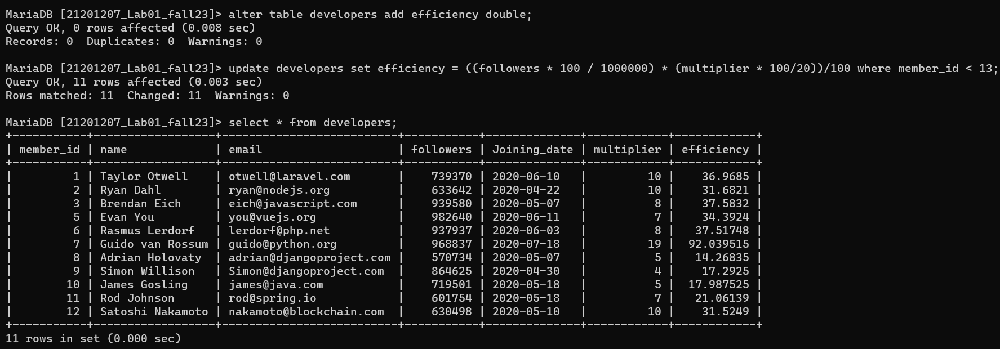 MariaDB [21201207_Lab01_fall23]> alter table developers add efficiency double;
Query OK, 0 rows affected (0.008 sec)
Records: 0  Duplicates: 0  Warnings: 0

MariaDB [21201207_Lab01_fall23]> update developers set efficiency = ((followers * 100 / 1000000) * (multiplier * 100/20))/100 where member_id < 13;
Query OK, 11 rows affected (0.003 sec)
Rows matched: 11  Changed: 11  Warnings: 0

MariaDB [21201207_Lab01_fall23]> select * from developers;
+-----------+------------------+--------------------------+-----------+--------------+------------+------------+
| member_id | name             | email                    | followers | Joining_date | multiplier | efficiency |
+-----------+------------------+--------------------------+-----------+--------------+------------+------------+
|         1 | Taylor Otwell    | otwell@laravel.com       |    739370 | 2020-06-10   |         10 |    36.9685 |
|         2 | Ryan Dahl        | ryan@nodejs.org          |    633642 | 2020-04-22   |         10 |    31.6821 |
|         3 | Brendan Eich     | eich@javascript.com      |    939580 | 2020-05-07   |          8 |    37.5832 |
|         5 | Evan You         | you@vuejs.org            |    982640 | 2020-06-11   |          7 |    34.3924 |
|         6 | Rasmus Lerdorf   | lerdorf@php.net          |    937937 | 2020-06-03   |          8 |   37.51748 |
|         7 | Guido van Rossum | guido@python.org         |    968837 | 2020-07-18   |         19 |  92.039515 |
|         8 | Adrian Holovaty  | adrian@djangoproject.com |    570734 | 2020-05-07   |          5 |   14.26835 |
|         9 | Simon Willison   | Simon@djangoproject.com  |    864625 | 2020-04-30   |          4 |    17.2925 |
|        10 | James Gosling    | james@java.com           |    719501 | 2020-05-18   |          5 |  17.987525 |
|        11 | Rod Johnson      | rod@spring.io            |    601754 | 2020-05-18   |          7 |   21.06139 |
|        12 | Satoshi Nakamoto | nakamoto@blockchain.com  |    630498 | 2020-05-10   |         10 |    31.5249 |
+-----------+------------------+--------------------------+-----------+--------------+------------+------------+
11 rows in set (0.000 sec)